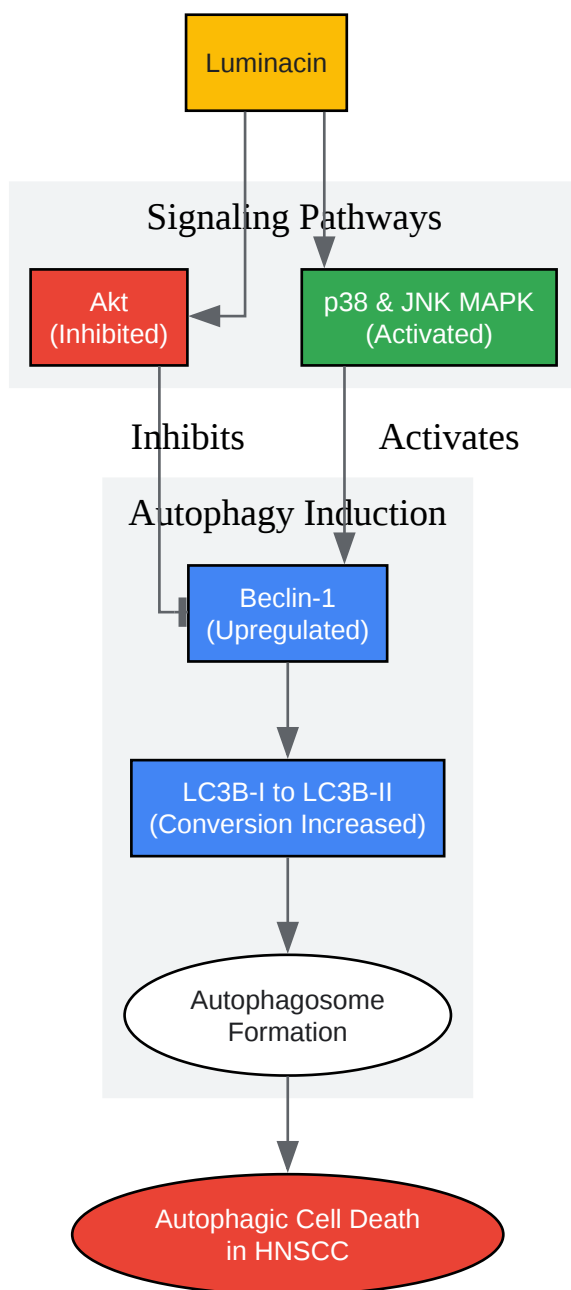 Luminacin
Signaling Pathways
Akt
(Inhibited)
p38 & JNK MAPK
(Activated)
Inhibits
Activates
Autophagy Induction
Beclin-1
(Upregulated)
LC3B-I to LC3B-II
(Conversion Increased)
Autophagosome
Formation
Autophagic Cell Death
in HNSCC